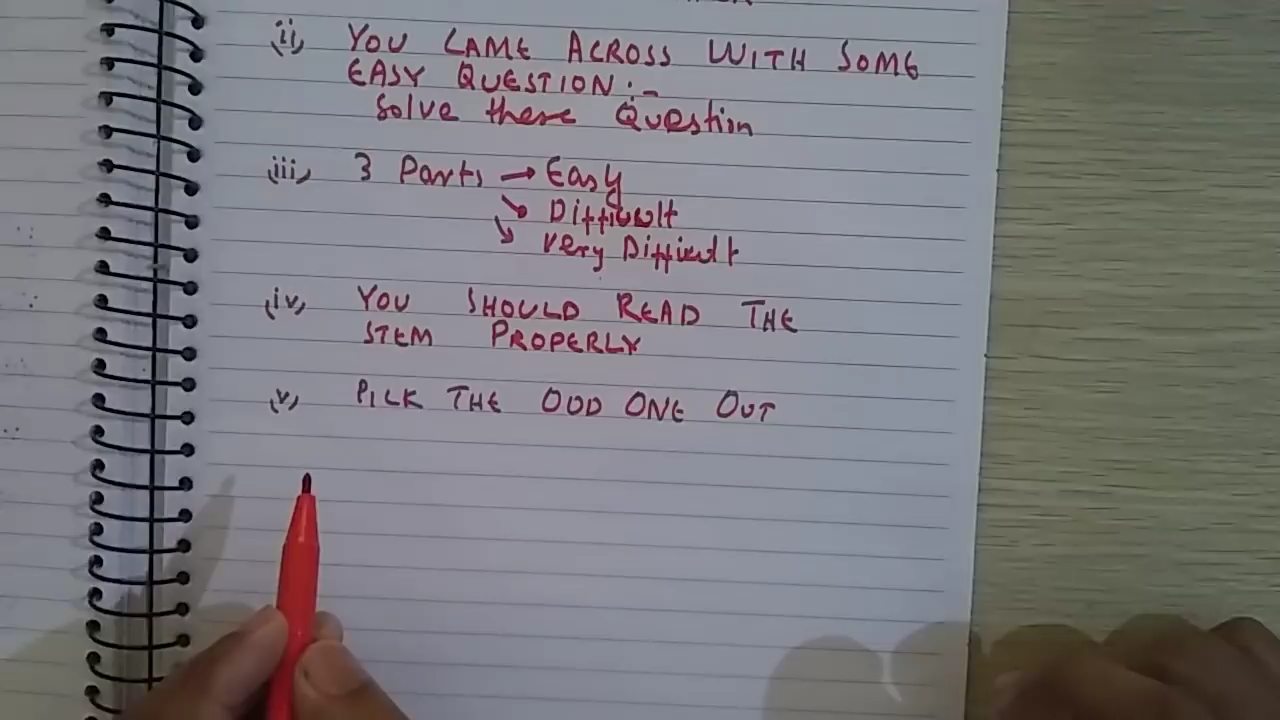 (ii) YOU CAME ACROSS WITH SOME
EASY QUESTION :-
Solve these Question
(iii) 3 Parts → Easy
↘ Difficult
↘ Very Difficult
(iv) YOU SHOULD READ THE
STEM PROPERLY
(v) PICK THE ODD ONE OUT